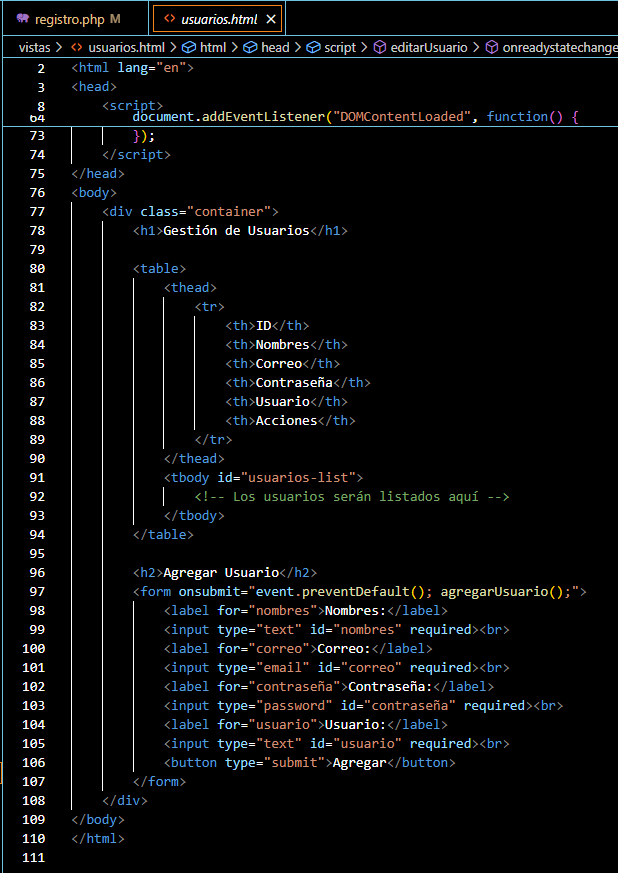 registro.php M
usuarios.html
vistas > usuarios.html > html > head > script > editarUsuario > onreadystatechange
2 <html lang="en">
3 <head>
8 <script>
64 document.addEventListener("DOMContentLoaded", function() {
73 });
74 </script>
75 </head>
76 <body>
77 <div class="container">
78 <h1>Gestión de Usuarios</h1>
79
80 <table>
81 <thead>
82 <tr>
83 <th>ID</th>
84 <th>Nombres</th>
85 <th>Correo</th>
86 <th>Contraseña</th>
87 <th>Usuario</th>
88 <th>Acciones</th>
89 </tr>
90 </thead>
91 <tbody id="usuarios-list">
92 <!-- Los usuarios serán listados aquí -->
93 </tbody>
94 </table>
95
96 <h2>Agregar Usuario</h2>
97 <form onsubmit="event.preventDefault(); agregarUsuario();">
98 <label for="nombres">Nombres:</label>
99 <input type="text" id="nombres" required><br>
100 <label for="correo">Correo:</label>
101 <input type="email" id="correo" required><br>
102 <label for="contraseña">Contraseña:</label>
103 <input type="password" id="contraseña" required><br>
104 <label for="usuario">Usuario:</label>
105 <input type="text" id="usuario" required><br>
106 <button type="submit">Agregar</button>
107 </form>
108 </div>
109 </body>
110 </html>
111